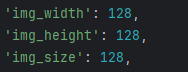 'img_width': 128,
'img_height': 128,
'img_size': 128,